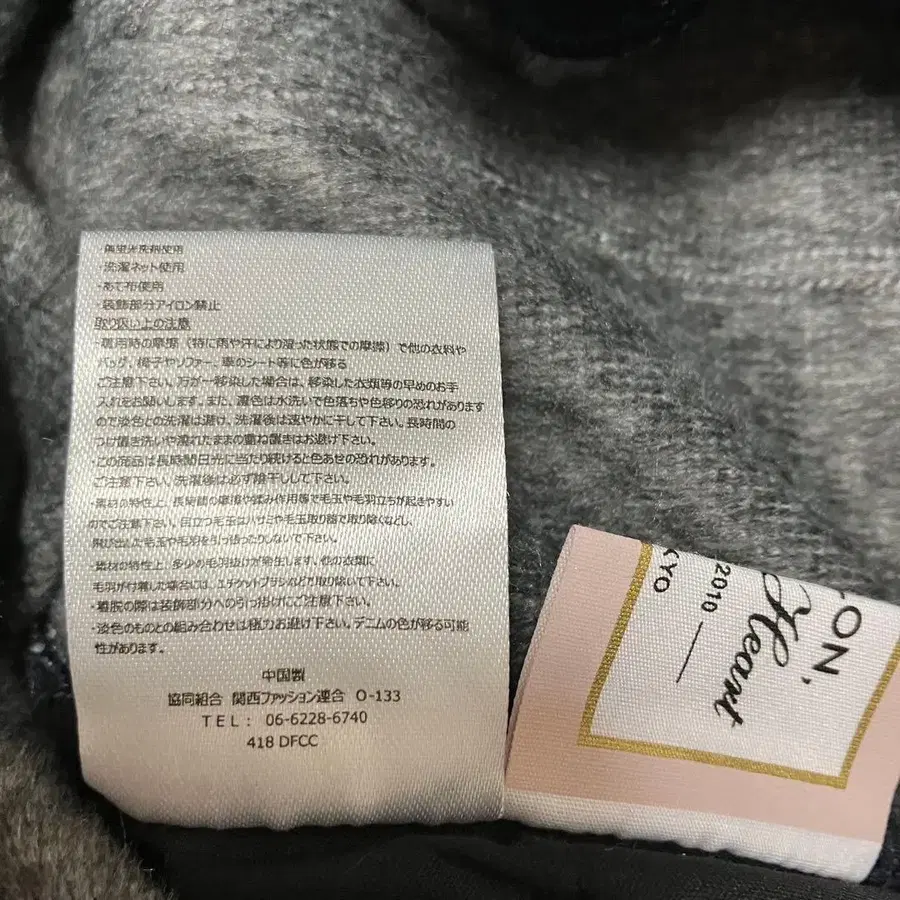 ・無蛍光洗剤使用
・洗濯ネット使用
・あて布使用
・装飾部分アイロン禁止
取り扱い上の注意
・着用時の摩擦(特に雨や汗により湿った状態での摩擦)で他の衣料や
バッグ、椅子やソファー、車のシート等に色が移る
ご注意下さい。万が一移染した場合は、移染した衣類等の早めのお手
入れをお願いします。また、濃色は水洗いで色落ちや色移りの恐れがあります
ので淡色との洗濯は避け、洗濯後は速やかに干して下さい。長時間の
つけ置き洗いや濡れたままの重ね置きはお避け下さい。
・この商品は長時間日光に当たり続けると色あせの恐れがあります。
ご注意下さい。洗濯後は必ず陰干しして下さい。
・素材の特性上、長時間の摩擦や揉み作用等で毛玉や毛羽立ちが起きやすい
のでご注意下さい。目立つ毛玉はハサミや毛玉取り器で取り除くなどし、
飛び出した毛玉や毛羽を引っ張ったりしないで下さい。
・素材の特性上、多少の毛羽抜けが発生します。他の衣類に
毛羽が付着した場合には、エチケットブラシなどで取り除いて下さい。
・着脱の際は装飾部分への引っ掛けにご注意下さい。
・淡色のものとの組み合わせは極力お避け下さい。デニムの色が移る可能
性があります。
中国製
協同組合 関西ファッション連合 O-133
TEL: 06-6228-6740
418 DFCC
ON,
Heart
2010
KYO